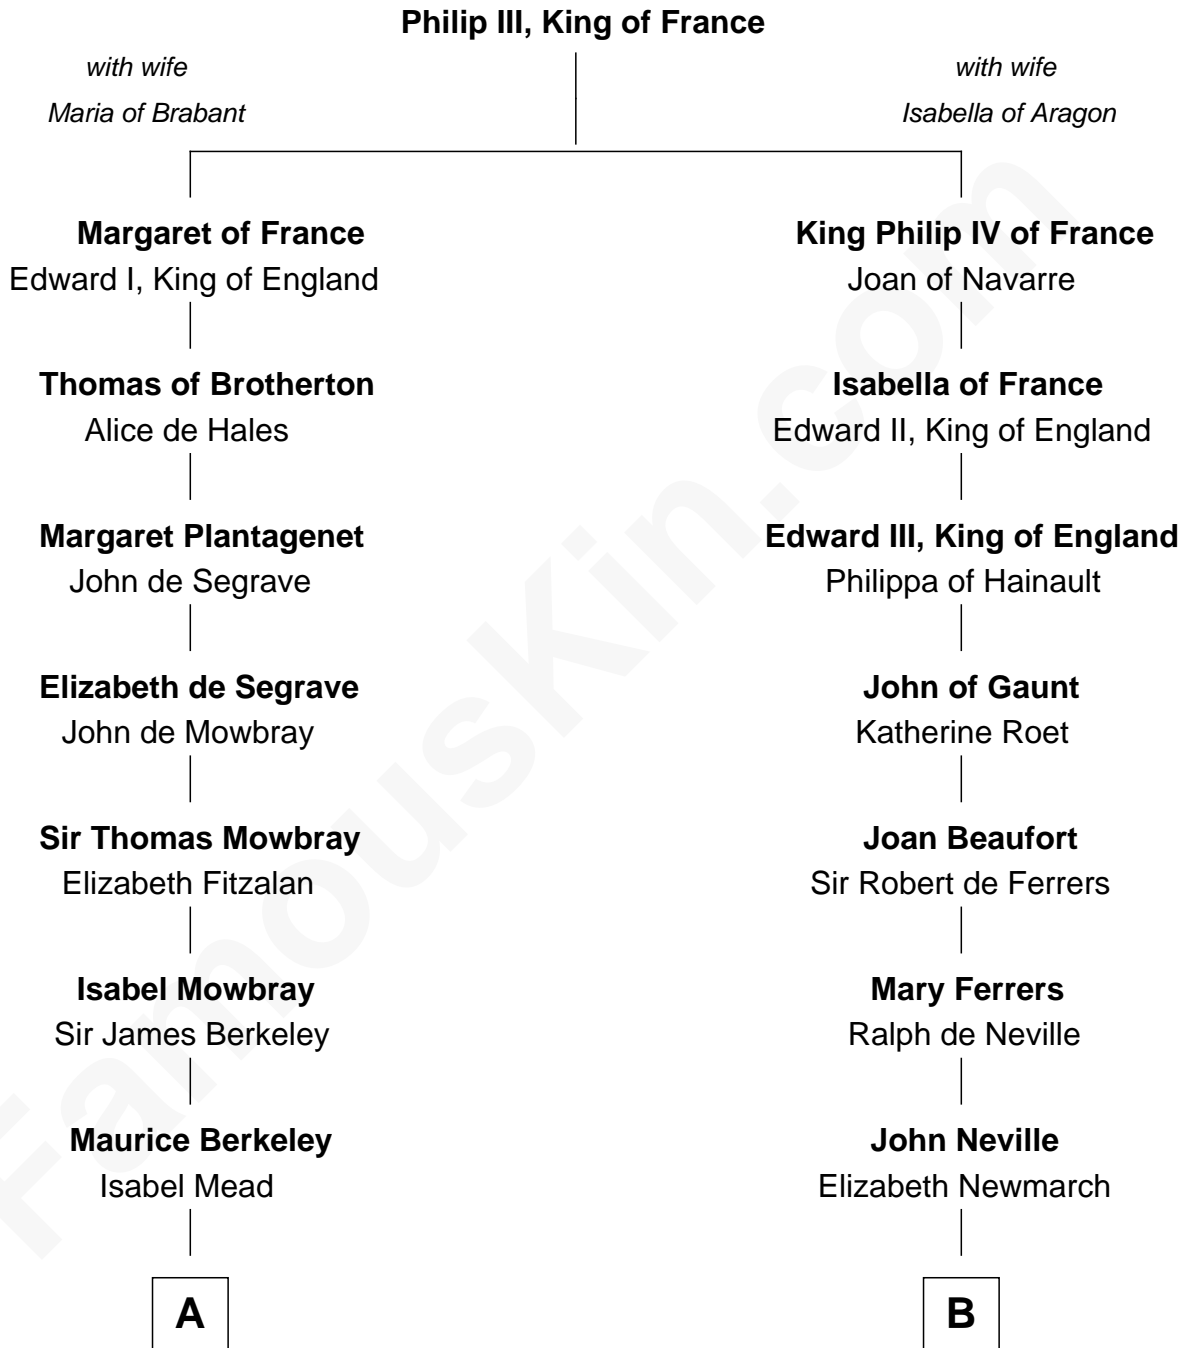 Philip III, King of France
with wife
Maria of Brabant
with wife
Isabella of Aragon
Margaret of France
Edward I, King of England
King Philip IV of France
Joan of Navarre
Thomas of Brotherton
Alice de Hales
Isabella of France
Edward II, King of England
Margaret Plantagenet
John de Segrave
Edward III, King of England
Philippa of Hainault
Elizabeth de Segrave
John de Mowbray
John of Gaunt
Katherine Roet
Sir Thomas Mowbray
Elizabeth Fitzalan
Joan Beaufort
Sir Robert de Ferrers
Isabel Mowbray
Sir James Berkeley
Mary Ferrers
Ralph de Neville
Maurice Berkeley
Isabel Mead
John Neville
Elizabeth Newmarch
A
B
FamousKin.com